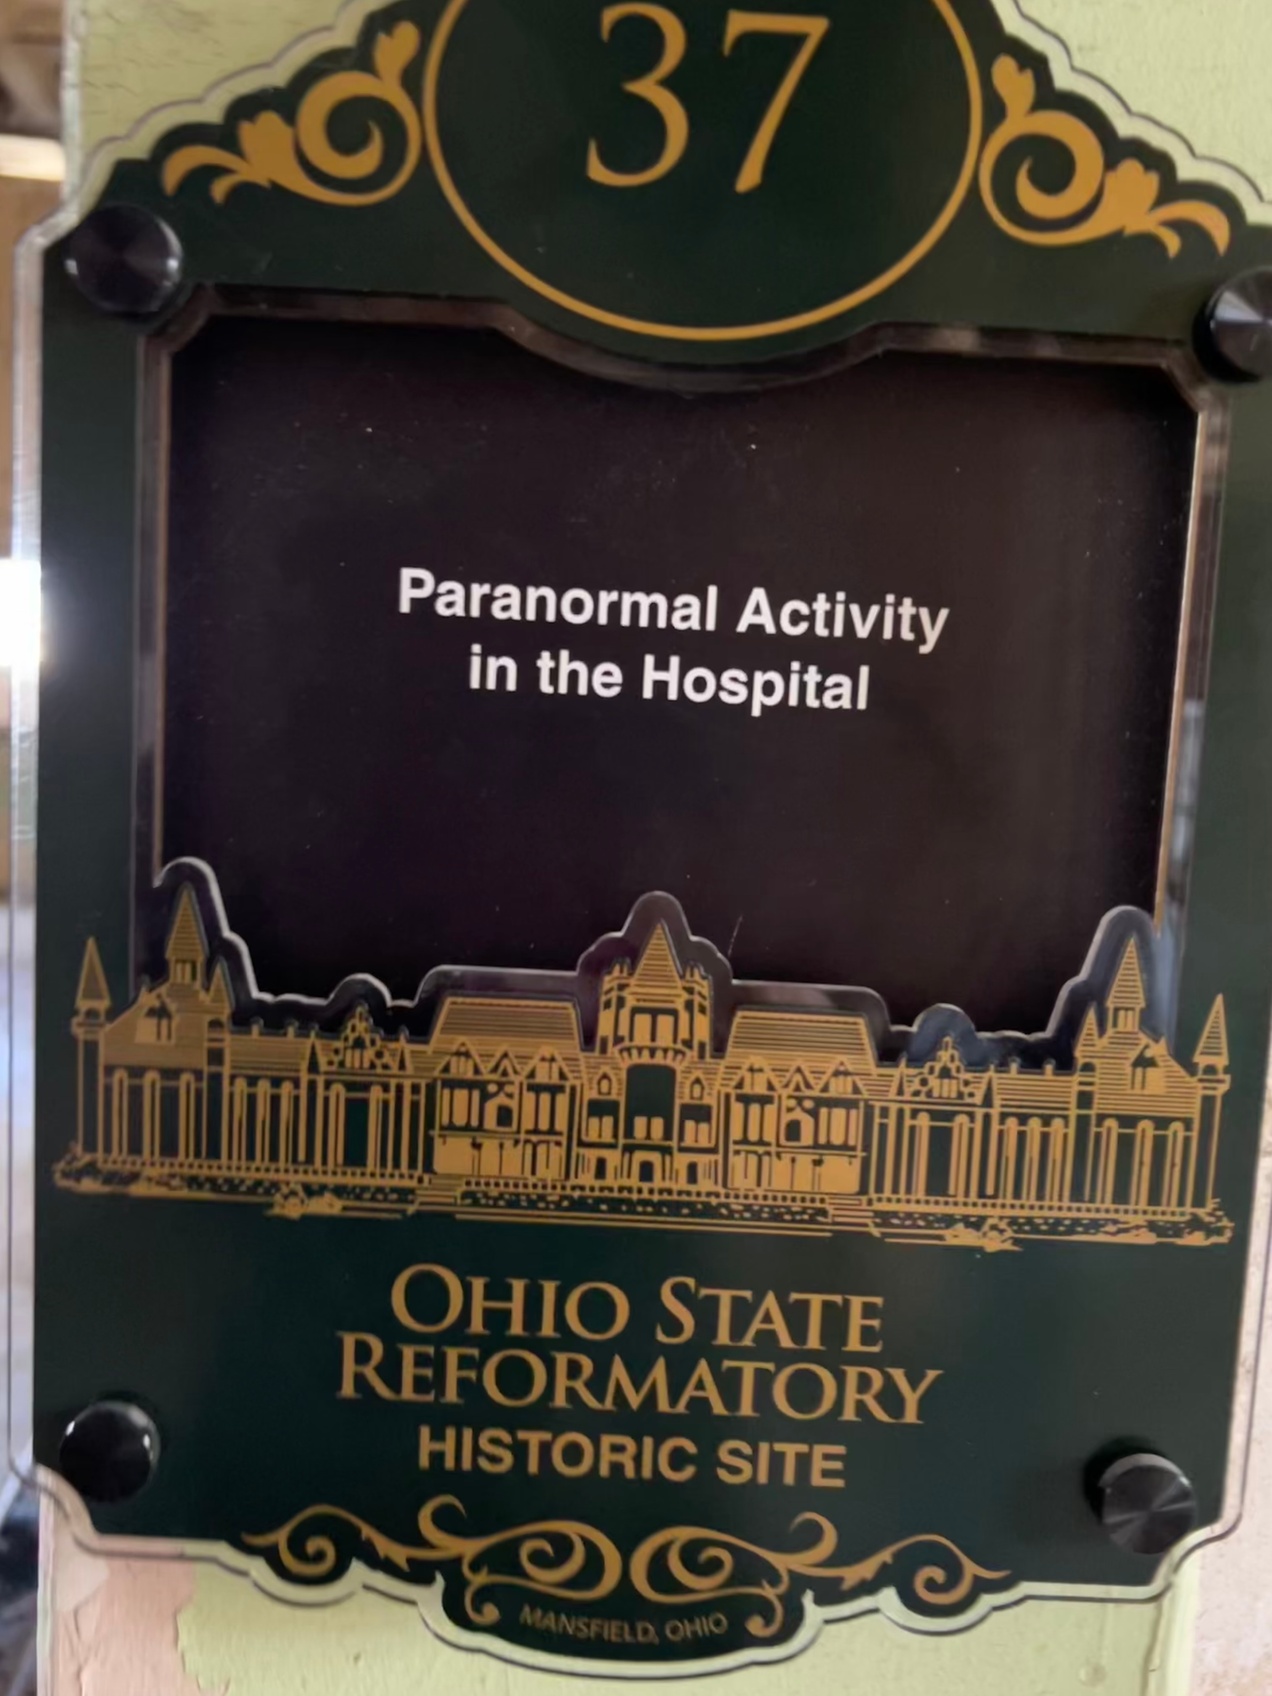 37
Paranormal Activity
in the Hospital
OHIO STATE
REFORMATORY
HISTORIC SITE
MANSFIELD, OHIO